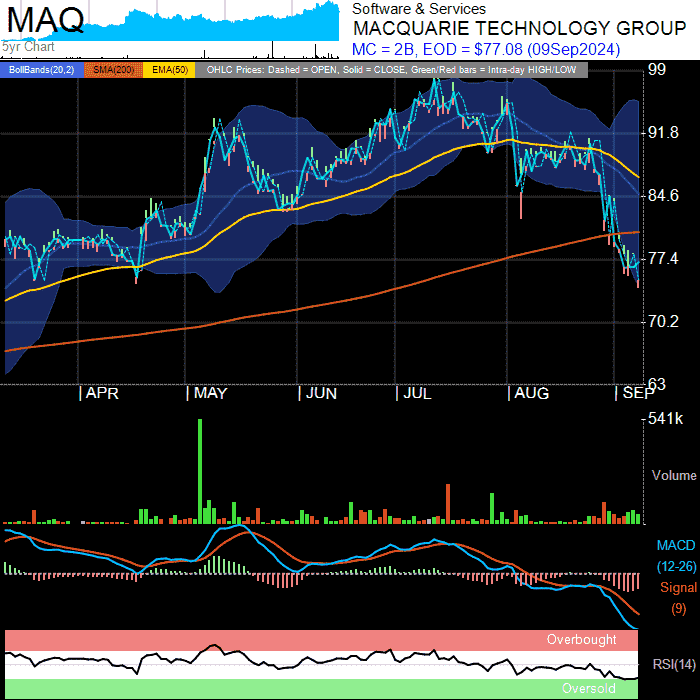 MAQ
Software & Services
MACQUARIE TECHNOLOGY GROUP
5yr Chart
MC = 2B, EOD = $77.08 (09Sep2024)
BollBands(20,2) SMA(200) EMA(50) OHLC Prices: Dashed = OPEN, Solid = CLOSE, Green/Red bars = Intra-day HIGH/LOW
99
91.8
84.6
77.4
70.2
63
APR MAY JUN JUL AUG SEP
541k
Volume
MACD
(12-26)
Signal
(9)
Overbought
RSI(14)
Oversold